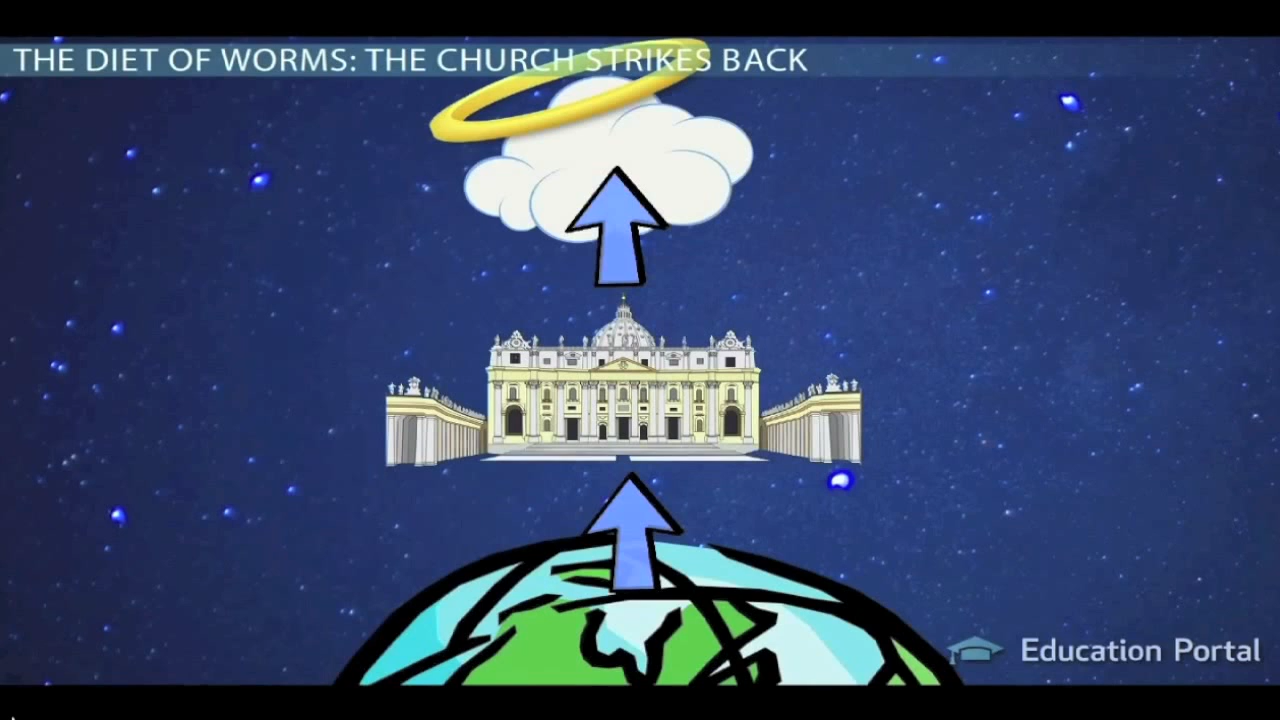 THE DIET OF WORMS: THE CHURCH STRIKES BACK
Education Portal